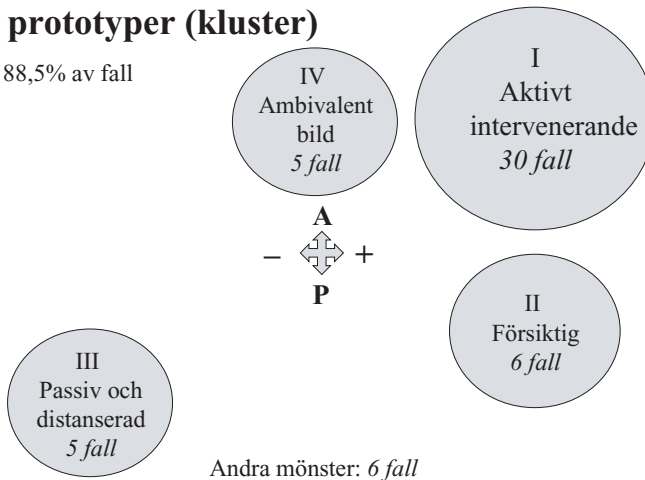 prototyper (kluster)
88,5% av fall
IV
Ambivalent
bild
5 fall
I
Aktivt
intervenerande
30 fall
A
– +
P
II
Försiktig
6 fall
III
Passiv och
distanserad
5 fall
Andra mönster: 6 fall